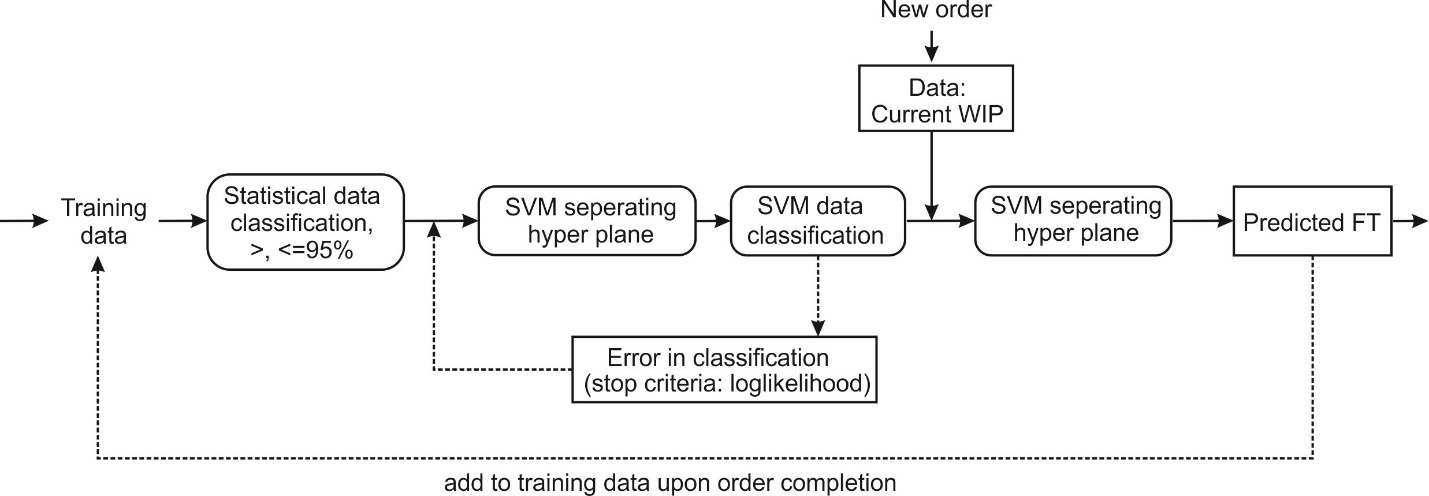 New order
Data:
Current WIP
Training
data
Statistical data
classification,
>, <=95%
SVM seperating
hyper plane
SVM data
classification
SVM seperating
hyper plane
Predicted FT
Error in classification
(stop criteria: loglikelihood)
add to training data upon order completion